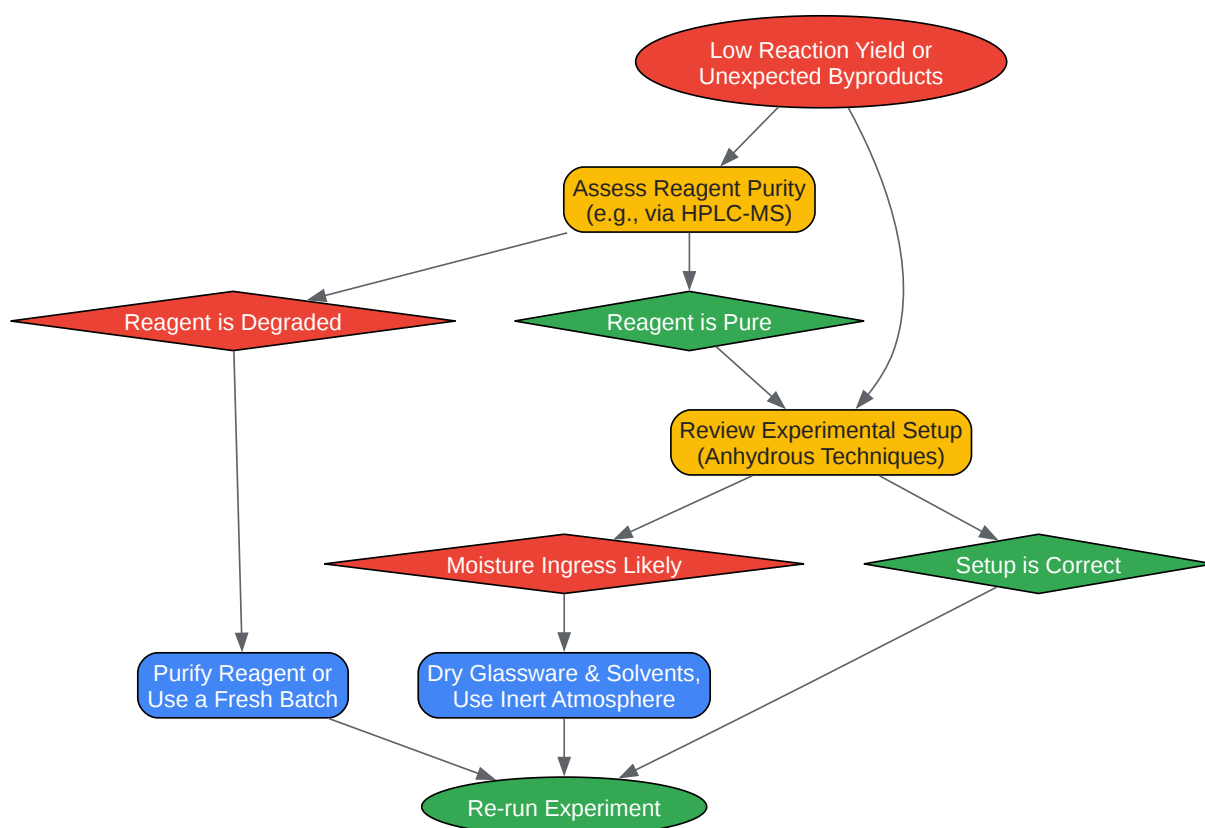 Low Reaction Yield or
Unexpected Byproducts
Assess Reagent Purity
(e.g., via HPLC-MS)
Reagent is Degraded
Reagent is Pure
Review Experimental Setup
(Anhydrous Techniques)
Moisture Ingress Likely
Setup is Correct
Purify Reagent or
Use a Fresh Batch
Dry Glassware & Solvents,
Use Inert Atmosphere
Re-run Experiment